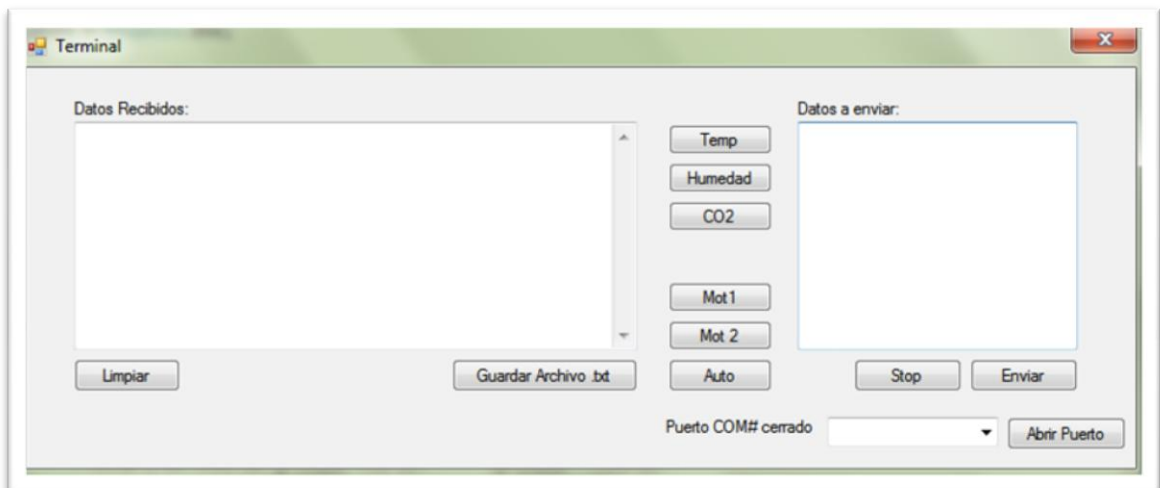 Terminal
Datos Recibidos:
Datos a enviar:
Temp
Humedad
CO2
Mot1
Mot 2
Limpiar
Guardar Archivo .txt
Auto
Stop
Enviar
Puerto COM# cerrado
Abrir Puerto